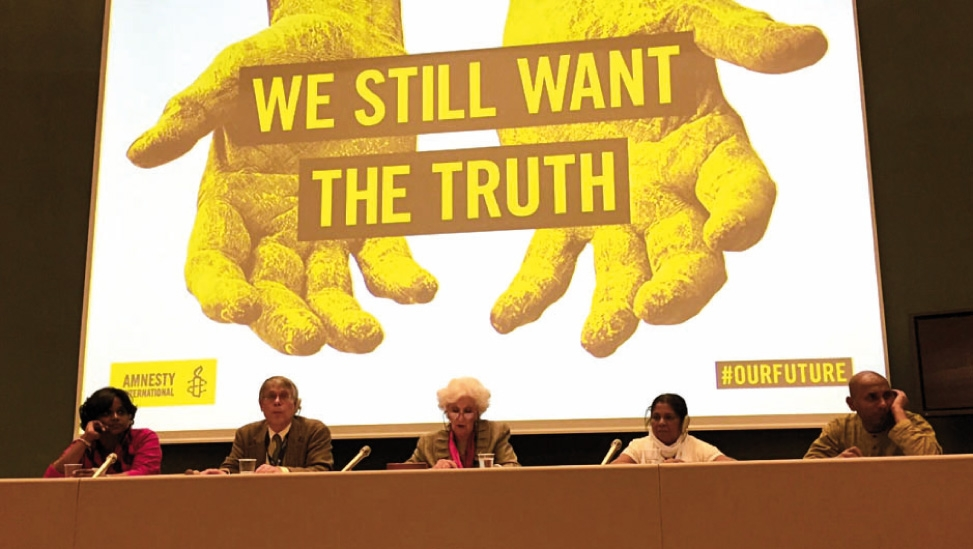 WE STILL WANT
THE TRUTH
AMNESTY
INTERNATIONAL
#OURFUTURE